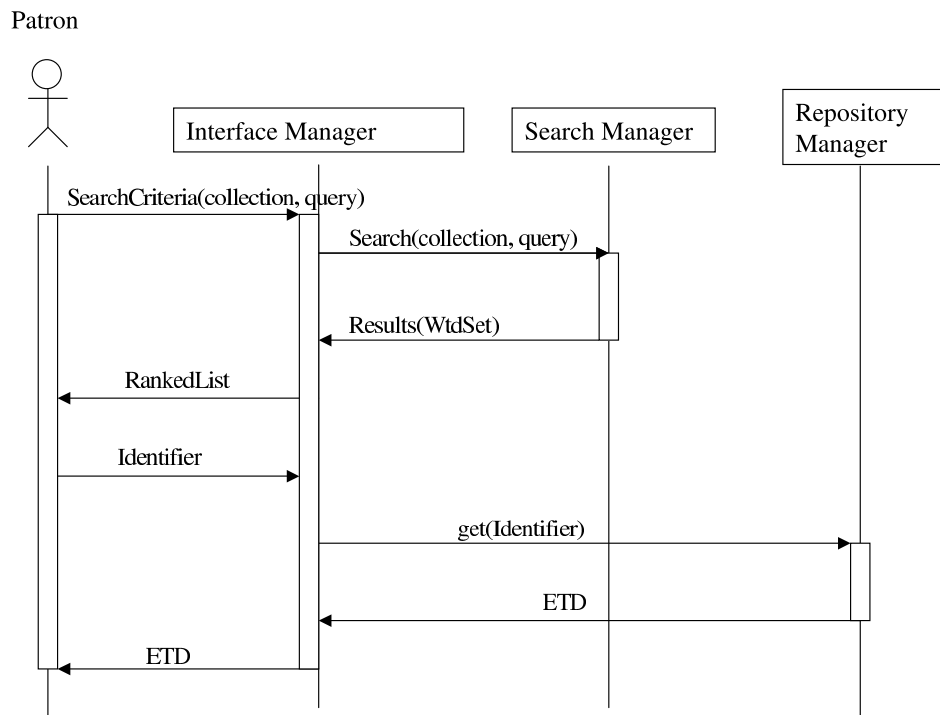 Patron
Interface Manager
Search Manager
Repository
Manager
SearchCriteria(collection, query)
Search(collection, query)
Results(WtdSet)
RankedList
Identifier
get(Identifier)
ETD
ETD